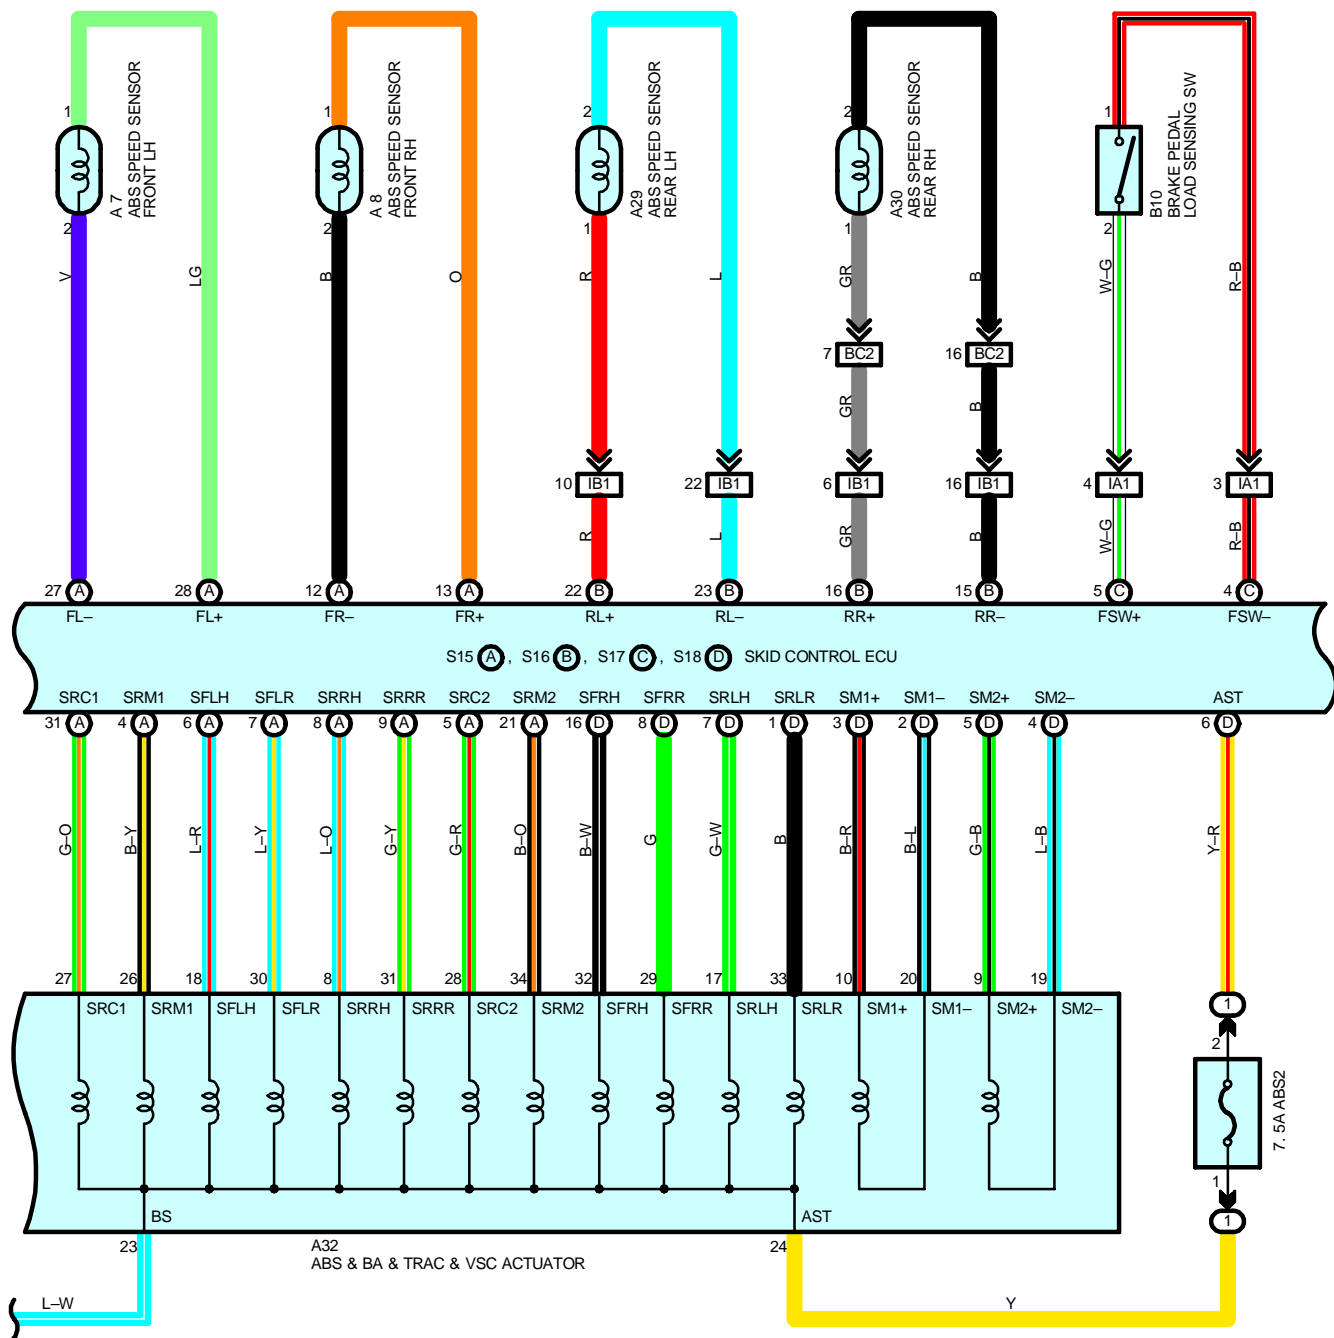 1
A 7
ABS SPEED SENSOR
FRONT LH
2
V
LG
1
A 8
ABS SPEED SENSOR
FRONT RH
2
B
O
2
A29
ABS SPEED SENSOR
REAR LH
1
R
L
2
A30
ABS SPEED SENSOR
REAR RH
1
GR
B
1
B10
BRAKE PEDAL
LOAD SENSING SW
2
W–G
R–B
7 BC2
16 BC2
GR
B
10 IB1
22 IB1
6 IB1
16 IB1
4 IA1
3 IA1
R
L
GR
B
W–G
R–B
27 A
28 A
12 A
13 A
22 B
23 B
16 B
15 B
5 C
4 C
FL–
FL+
FR–
FR+
RL+
RL–
RR+
RR–
FSW+
FSW–
S15 A , S16 B , S17 C , S18 D SKID CONTROL ECU
SRC1
SRM1
SFLH
SFLR
SRRH
SRRR
SRC2
SRM2
SFRH
SFRR
SRLH
SRLR
SM1+
SM1–
SM2+
SM2–
AST
31 A
4 A
6 A
7 A
8 A
9 A
5 A
21 A
16 D
8 D
7 D
1 D
3 D
2 D
5 D
4 D
6 D
G–O
B–Y
L–R
L–Y
L–O
G–Y
G–R
B–O
B–W
G
G–W
B
B–R
B–L
G–B
L–B
Y–R
27
26
18
30
8
31
28
34
32
29
17
33
10
20
9
19
SRC1
SRM1
SFLH
SFLR
SRRH
SRRR
SRC2
SRM2
SFRH
SFRR
SRLH
SRLR
SM1+
SM1–
SM2+
SM2–
1
2
7. 5A ABS2
1
1
BS
AST
23
A32
ABS & BA & TRAC & VSC ACTUATOR
24
L–W
Y